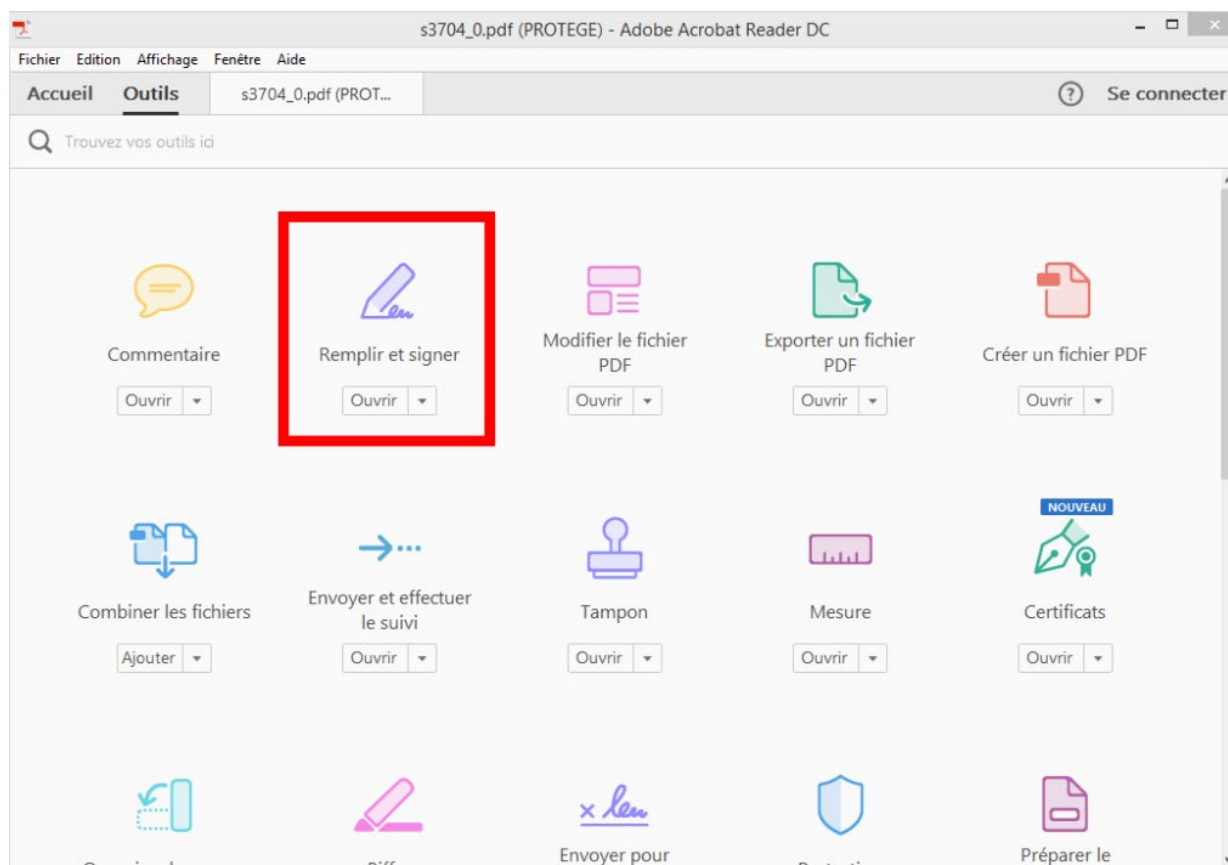 s3704_0.pdf (PROTEGE) - Adobe Acrobat Reader DC
Fichier Edition Affichage Fenêtre Aide
Accueil Outils s3704_0.pdf (PROT... ? Se connecter
Trouvez vos outils ici
Commentaire
Ouvrir
Remplir et signer
Ouvrir
Modifier le fichier
PDF
Ouvrir
Exporter un fichier
PDF
Ouvrir
Créer un fichier PDF
Ouvrir
Combiner les fichiers
Ajouter
Envoyer et effectuer
le suivi
Ouvrir
Tampon
Ouvrir
Mesure
Ouvrir
NOUVEAU
Certificats
Ouvrir
Envoyer pour
Préparer le